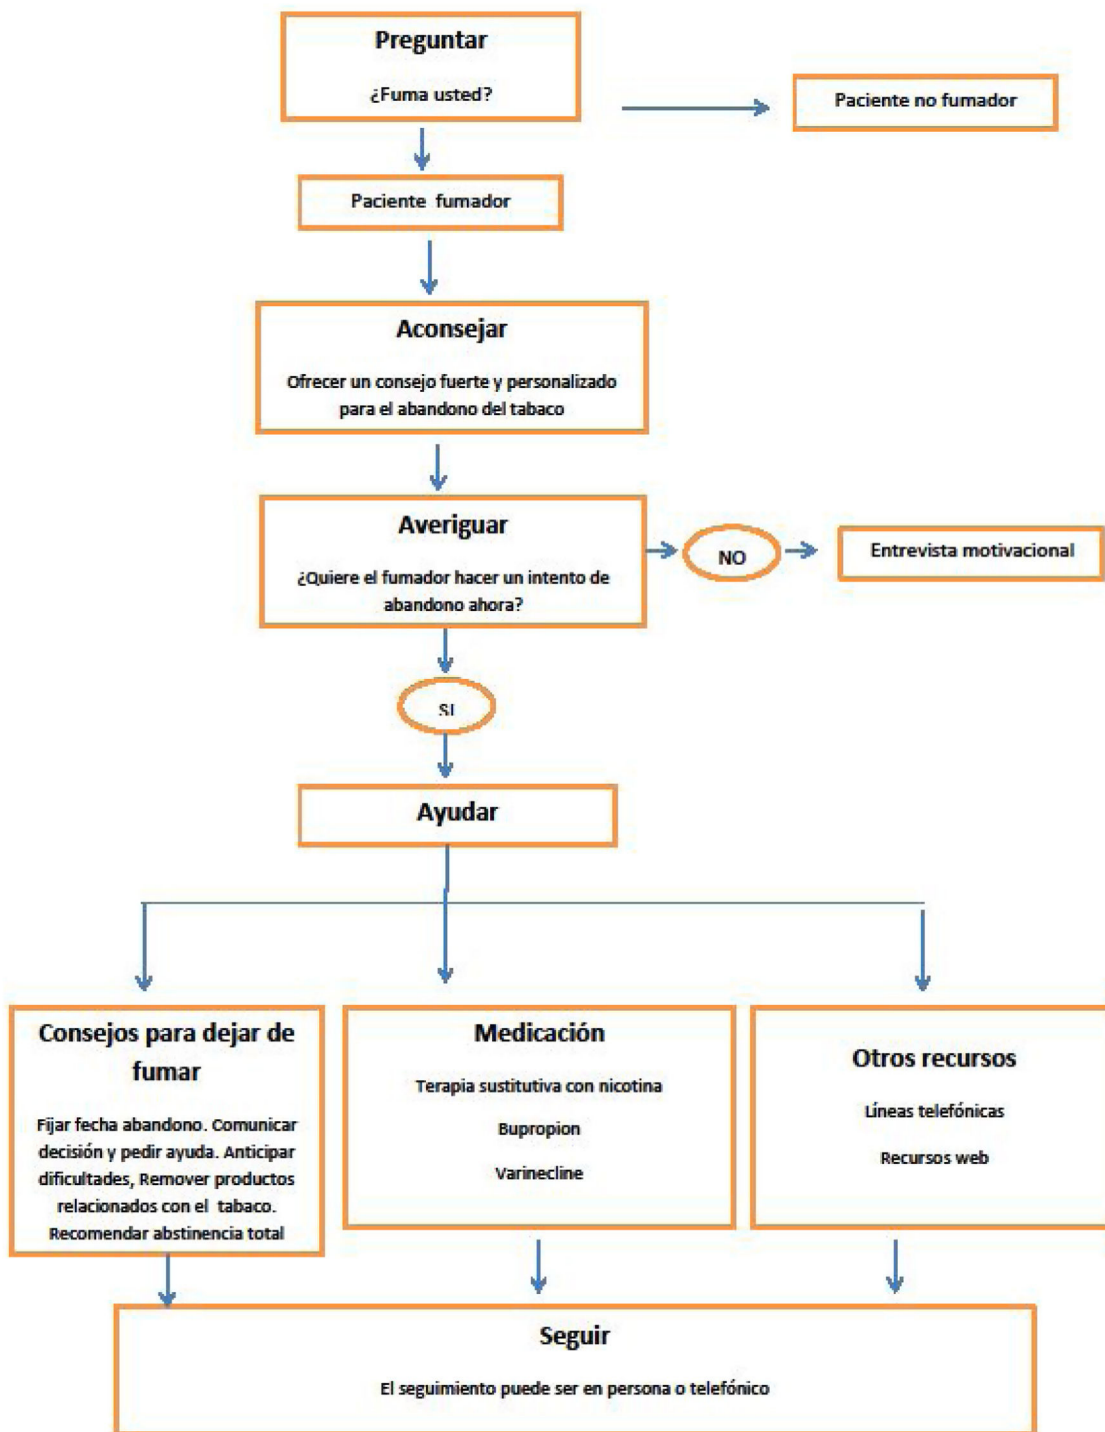 Preguntar
¿Fuma usted?
Paciente no fumador
Paciente fumador
Aconsejar
Ofrecer un consejo fuerte y personalizado
para el abandono del tabaco
Averiguar
¿Quiere el fumador hacer un intento de
abandono ahora?
NO
Entrevista motivacional
SI
Ayudar
Consejos para dejar de
fumar
Fijar fecha abandono. Comunicar
decisión y pedir ayuda. Anticipar
dificultades, Remover productos
relacionados con el tabaco.
Recomendar abstinencia total
Medicación
Terapia sustitutiva con nicotina
Bupropion
Varinecline
Otros recursos
Líneas telefónicas
Recursos web
Seguir
El seguimiento puede ser en persona o telefónico